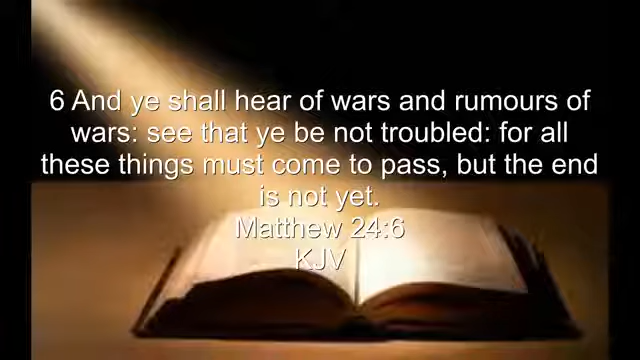 6 And ye shall hear of wars and rumours of
wars: see that ye be not troubled: for all
these things must come to pass, but the end
is not yet.
Matthew 24:6
KJV